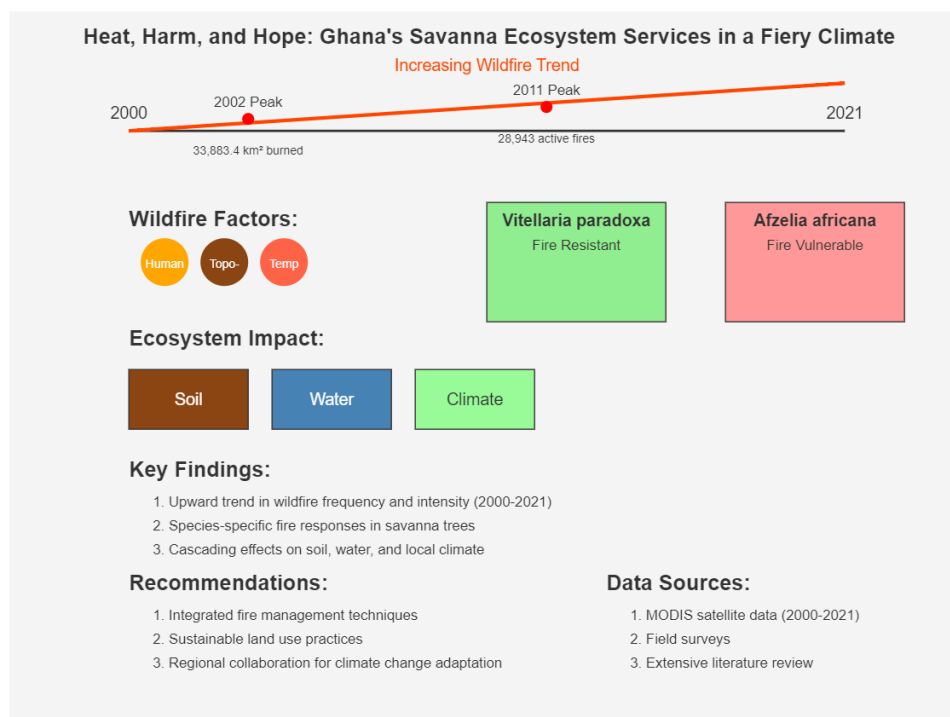 Heat, Harm, and Hope: Ghana's Savanna Ecosystem Services in a Fiery Climate
Increasing Wildfire Trend
2000
2002 Peak
2011 Peak
2021
33,883.4 km² burned
28,943 active fires
Wildfire Factors:
Human
Topo-
Temp
Vitellaria paradoxa
Fire Resistant
Afzelia africana
Fire Vulnerable
Ecosystem Impact:
Soil
Water
Climate
Key Findings:
1. Upward trend in wildfire frequency and intensity (2000-2021)
2. Species-specific fire responses in savanna trees
3. Cascading effects on soil, water, and local climate
Recommendations:
1. Integrated fire management techniques
2. Sustainable land use practices
3. Regional collaboration for climate change adaptation
Data Sources:
1. MODIS satellite data (2000-2021)
2. Field surveys
3. Extensive literature review